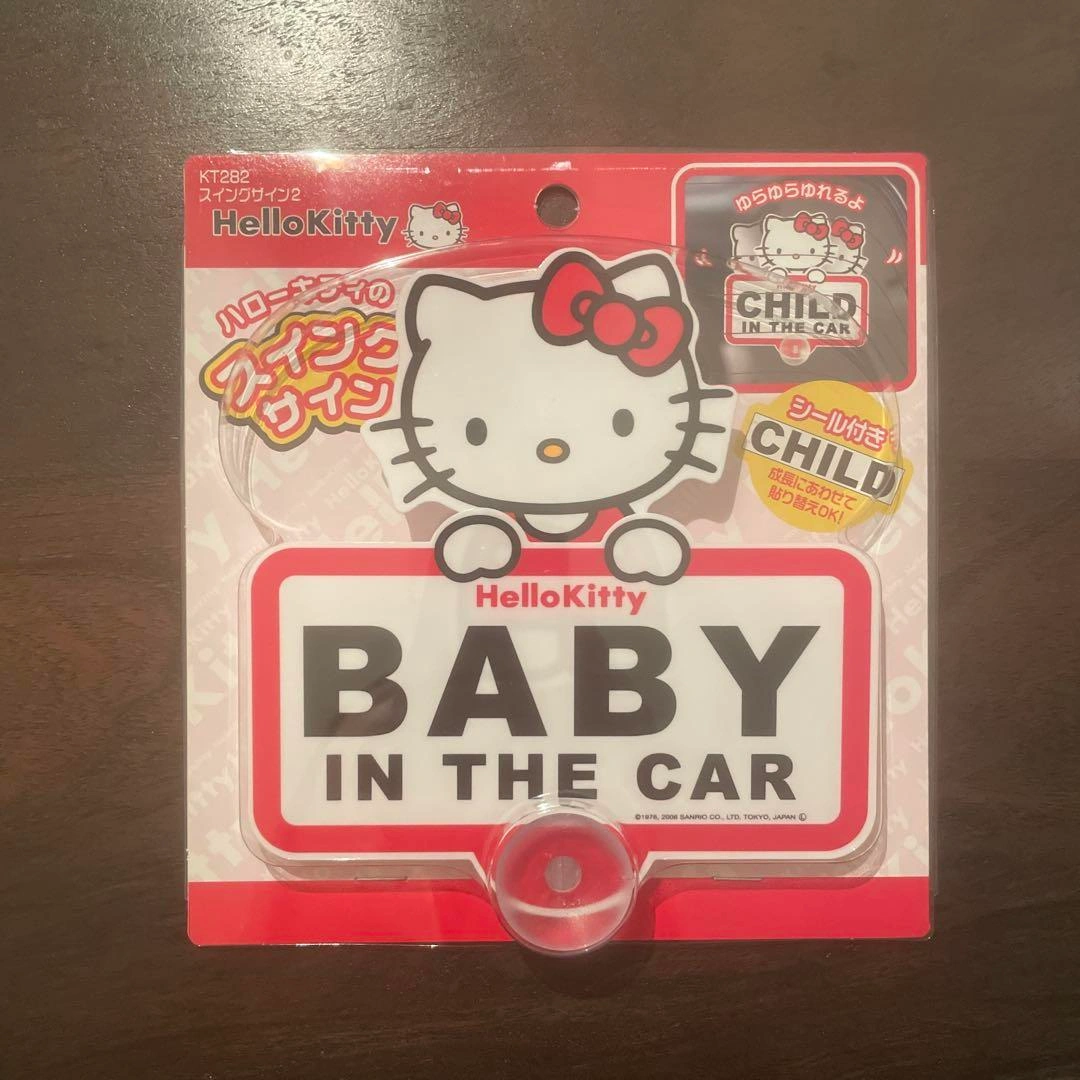 KT282
スイングサイン2
HelloKitty
ハローキティの
スイング
サイン
ゆらゆらゆれるよ
CHILD
IN THE CAR
シール付き
CHILD
成長にあわせて
貼り替えOK!
HelloKitty
BABY
IN THE CAR
©1976, 2008 SANRIO CO., LTD. TOKYO, JAPAN Ⓛ